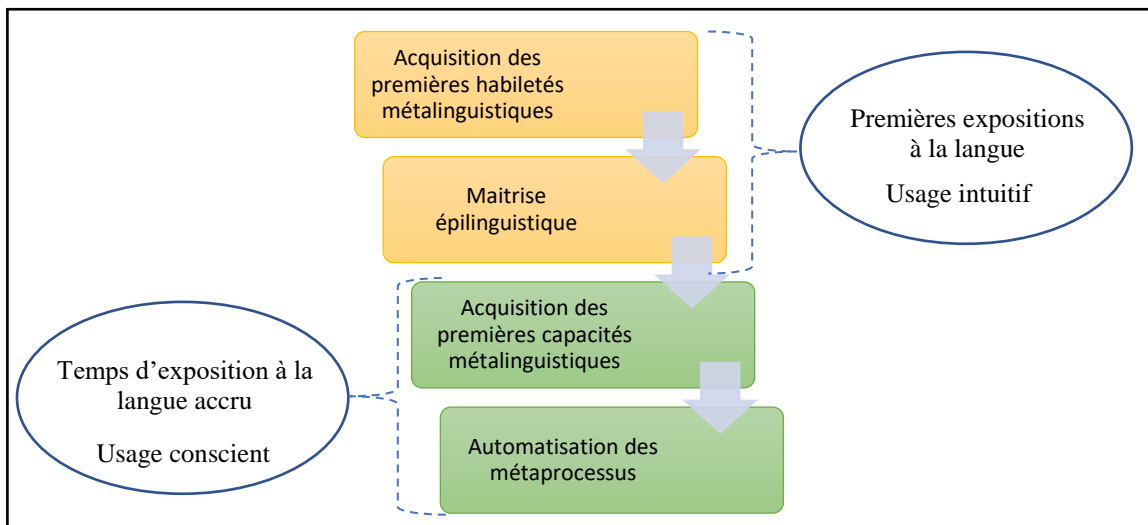 Acquisition des
premières habiletés
métalinguistiques
Premières expositions
à la langue
Usage intuitif
Maitrise
épilinguistique
Acquisition des
premières capacités
métalinguistiques
Temps d’exposition à la
langue accru
Usage conscient
Automatisation des
métaprocessus